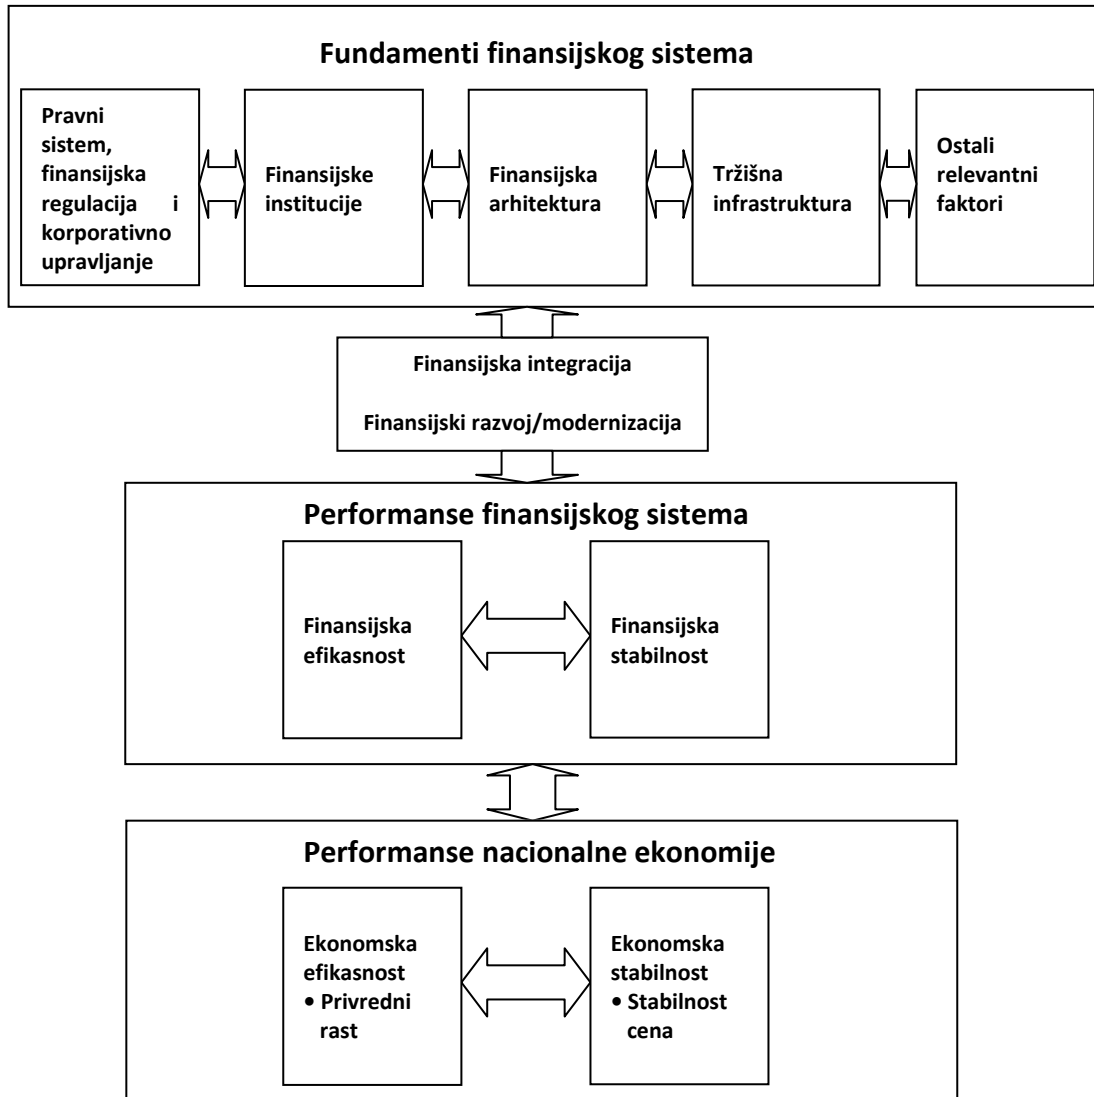 Fundamenti finansijskog sistema
Pravni
sistem,
finansijska
regulacija i
korporativno
upravljanje
Finansijske
institucije
Finansijska
arhitektura
Tržišna
infrastruktura
Ostali
relevantni
faktori
Finansijska integracija
Finansijski razvoj/modernizacija
Performanse finansijskog sistema
Finansijska
efikasnost
Finansijska
stabilnost
Performanse nacionalne ekonomije
Ekonomska
efikasnost
• Privredni
rast
Ekonomska
stabilnost
• Stabilnost
cena